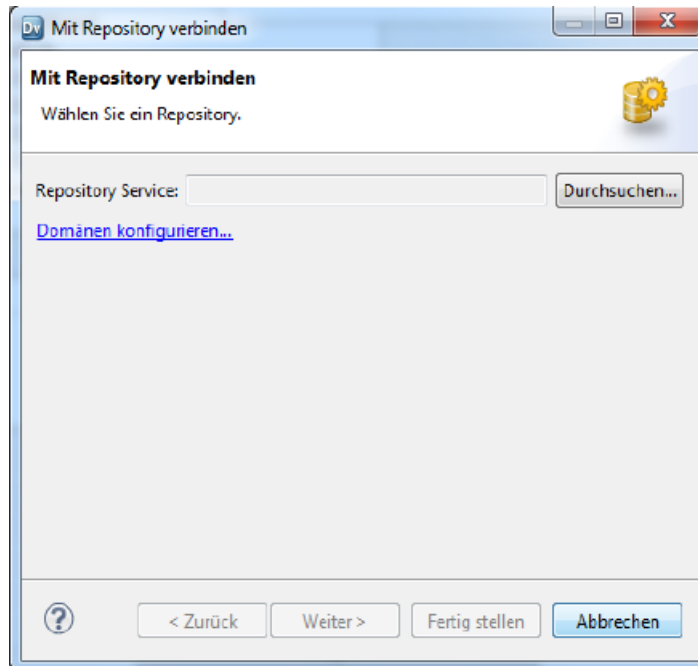 Dv Mit Repository verbinden
Mit Repository verbinden
Wählen Sie ein Repository.
Repository Service: Durchsuchen...
Domänen konfigurieren...
? < Zurück Weiter > Fertig stellen Abbrechen